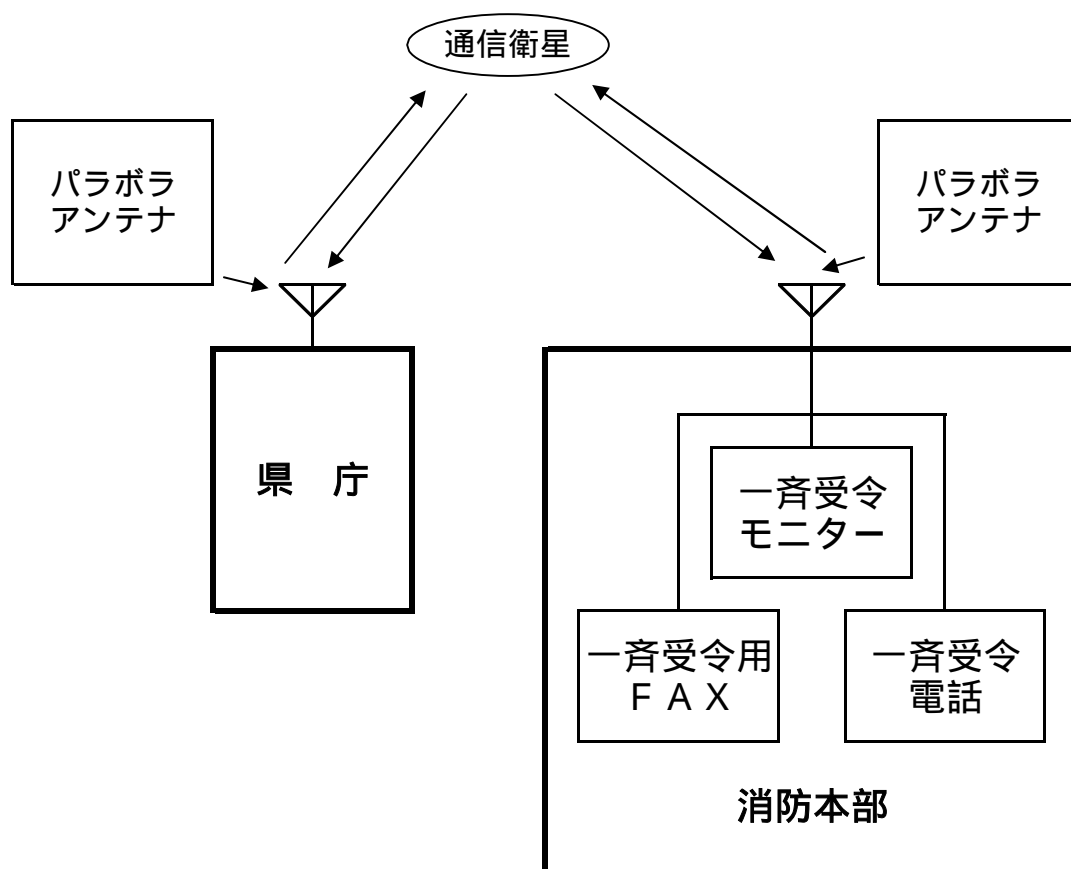 通信衛星
パラボラ
アンテナ
パラボラ
アンテナ
県　庁
一斉受令
モニター
一斉受令用
ＦＡＸ
一斉受令
電話
消防本部